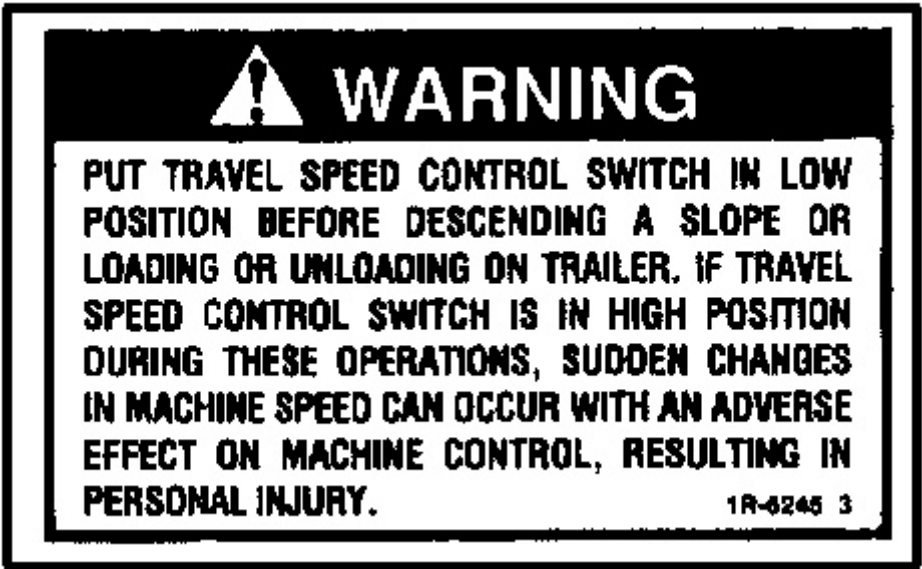 WARNING
PUT TRAVEL SPEED CONTROL SWITCH IN LOW
POSITION BEFORE DESCENDING A SLOPE OR
LOADING OR UNLOADING ON TRAILER. IF TRAVEL
SPEED CONTROL SWITCH IS IN HIGH POSITION
DURING THESE OPERATIONS, SUDDEN CHANGES
IN MACHINE SPEED CAN OCCUR WITH AN ADVERSE
EFFECT ON MACHINE CONTROL, RESULTING IN
PERSONAL INJURY. 1R-6245 3